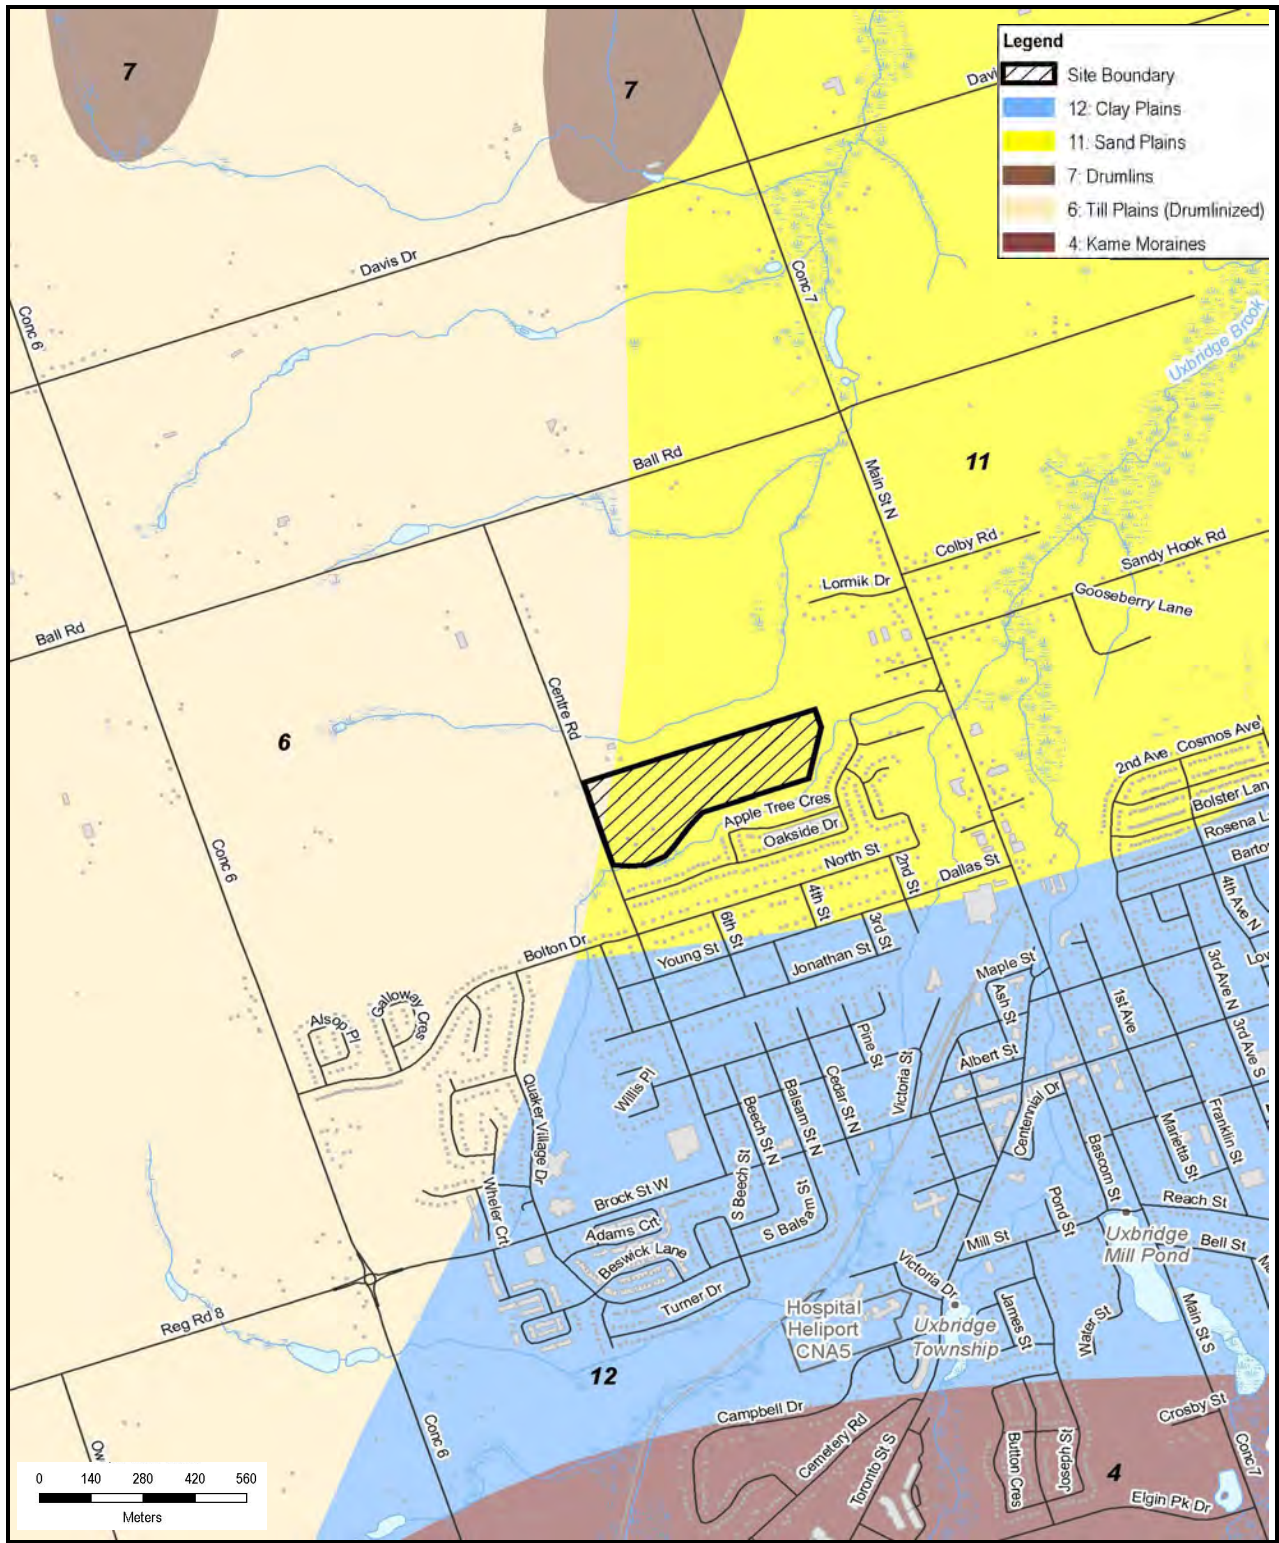 7
7
Davi
Legend
Site Boundary
12: Clay Plains
11: Sand Plains
7: Drumlins
6: Till Plains (Drumlinized)
4: Kame Moraines
Davis Dr
Conc 7
Conc 6
Uxbridge Brook
Ball Rd
11
Main St N
Colby Rd
Sandy Hook Rd
Lormik Dr
Gooseberry Lane
Ball Rd
Centre Rd
6
2nd Ave
Cosmos Ave
Bolster Lan
Apple Tree Cres
Rosena L
Oakside Dr
North St
Barto
Conc 6
2nd St
Dallas St
4th Ave N
4th St
6th St
3rd St
Bolton Dr
Young St
Jonathan St
Maple St
3rd Ave N
Lov
Alsop Pl
Galloway Cres
Ash St
1st Ave
Pine St
3rd Ave S
Albert St
Willis Pl
Quaker Village Dr
Victoria St
Cedar St N
Balsam St N
Beech St N
Centennial Dr
Marietta St
Franklin St
Bascom St
Wheler Crt
Brock St W
S Beech St
S Balsam St
Reach St
Pond St
Adams Crt
Mill St
Uxbridge
Mill Pond
Bell St
Beswick Lane
Victoria Dr
Turner Dr
Reg Rd 8
Hospital
Heliport
CNA5
Uxbridge
Township
James St
Water St
Main St S
12
Campbell Dr
Crosby St
Conc 6
Cemetery Rd
Toronto St S
Button Cres
Joseph St
4
Conc 7
Elgin Pk Dr
Ow
0 140 280 420 560
Meters